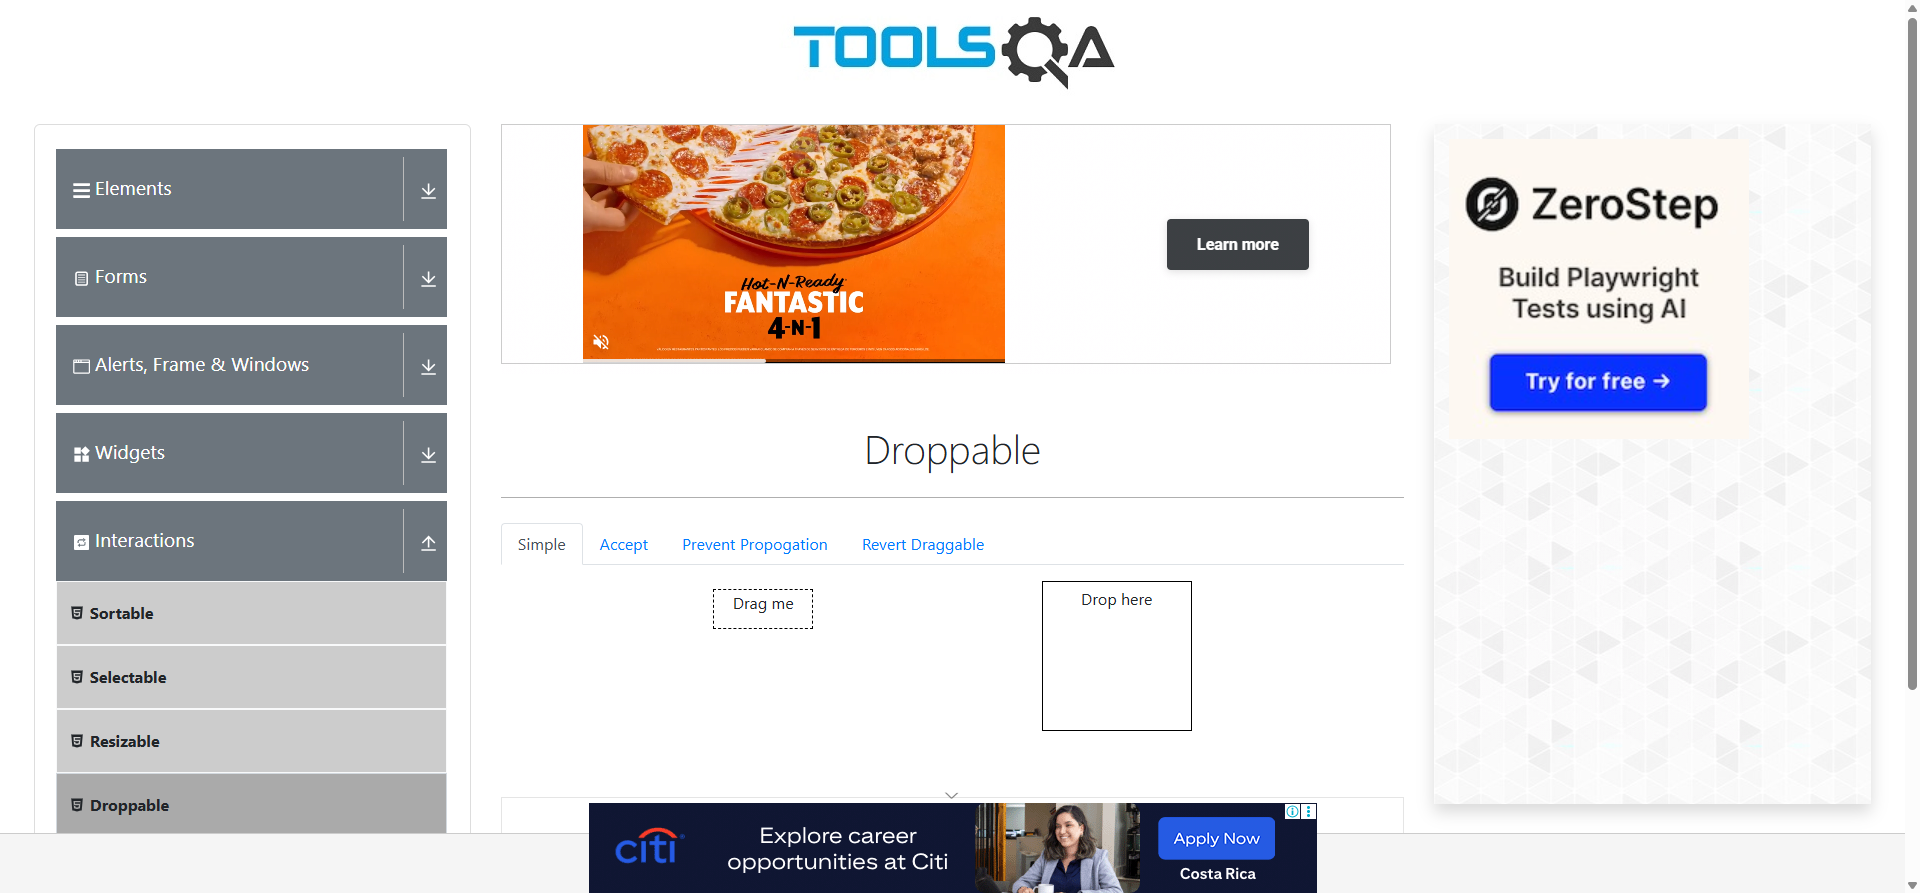 TOOLSQA
Elements
Forms
Alerts, Frame & Windows
Widgets
Interactions
Sortable
Selectable
Resizable
Droppable
Hot-N-Ready
FANTASTIC
4-N-1
Learn more
Droppable
Simple
Accept
Prevent Propogation
Revert Draggable
Drag me
Drop here
ZeroStep
Build Playwright
Tests using AI
Try for free →
citi
Explore career
opportunities at Citi
Apply Now
Costa Rica